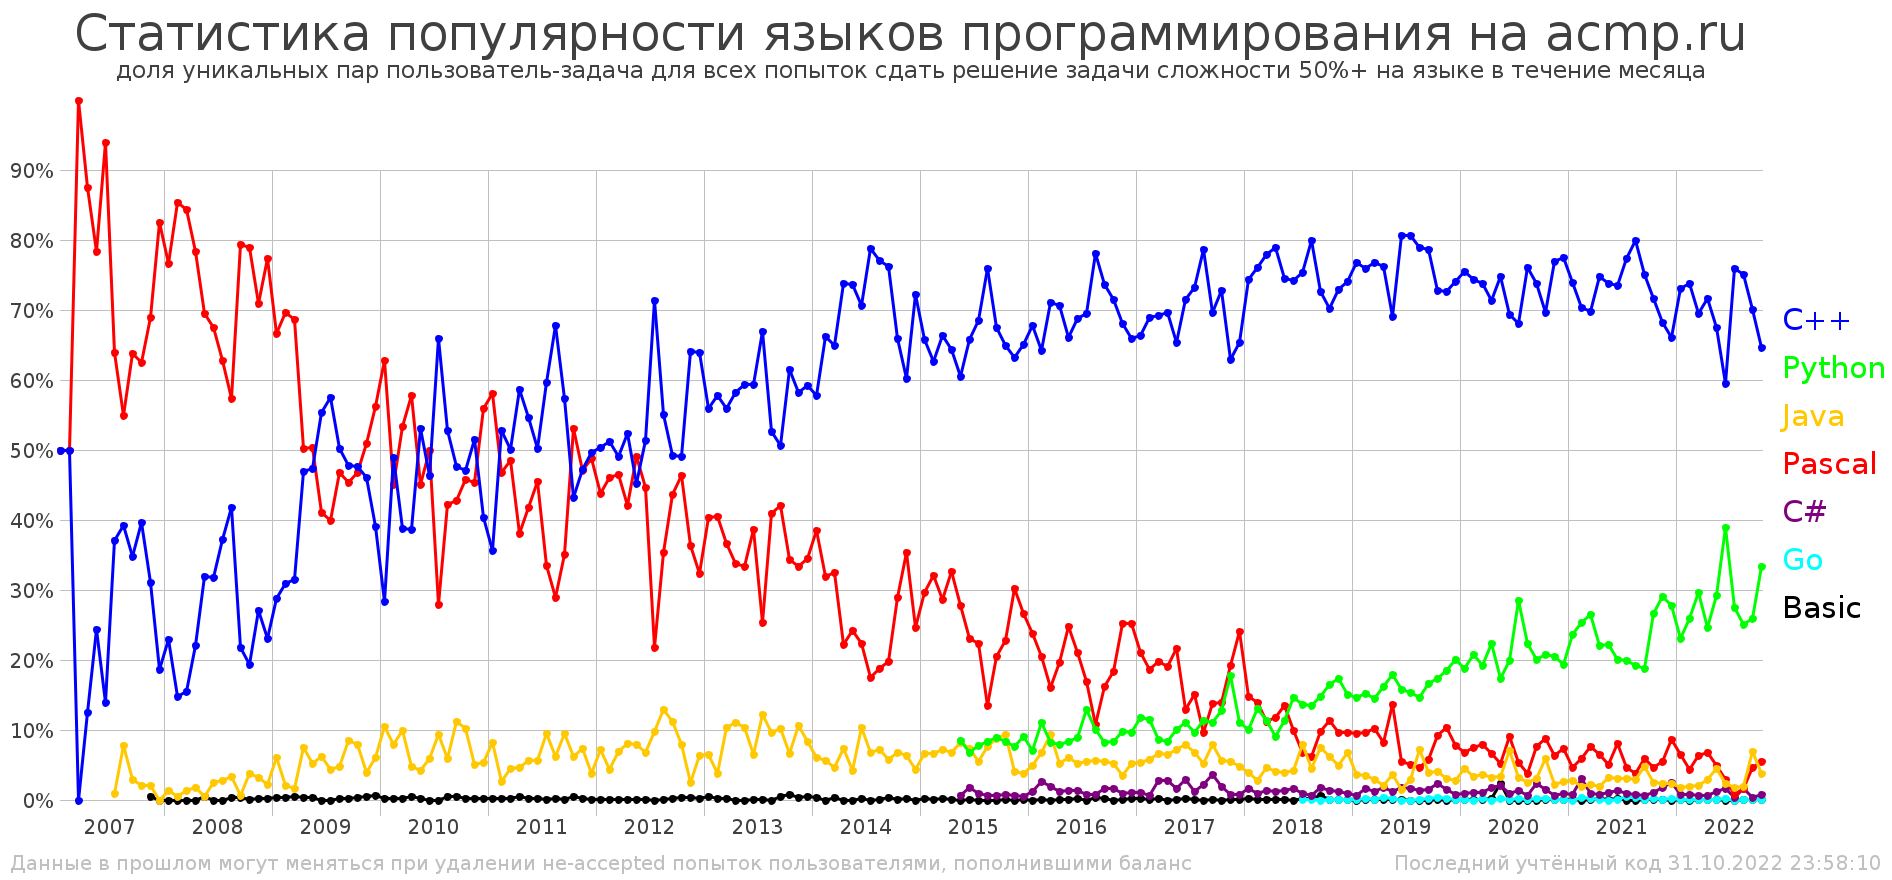 Статистика популярности языков программирования на acmp.ru
доля уникальных пар пользователь-задача для всех попыток сдать решение задачи сложности 50%+ на языке в течение месяца
90%
80%
70%
60%
50%
40%
30%
20%
10%
0%
C++
Python
Java
Pascal
C#
Go
Basic
2007 2008 2009 2010 2011 2012 2013 2014 2015 2016 2017 2018 2019 2020 2021 2022
Данные в прошлом могут меняться при удалении не-accepted попыток пользователями, пополнившими баланс
Последний учтённый код 31.10.2022 23:58:10